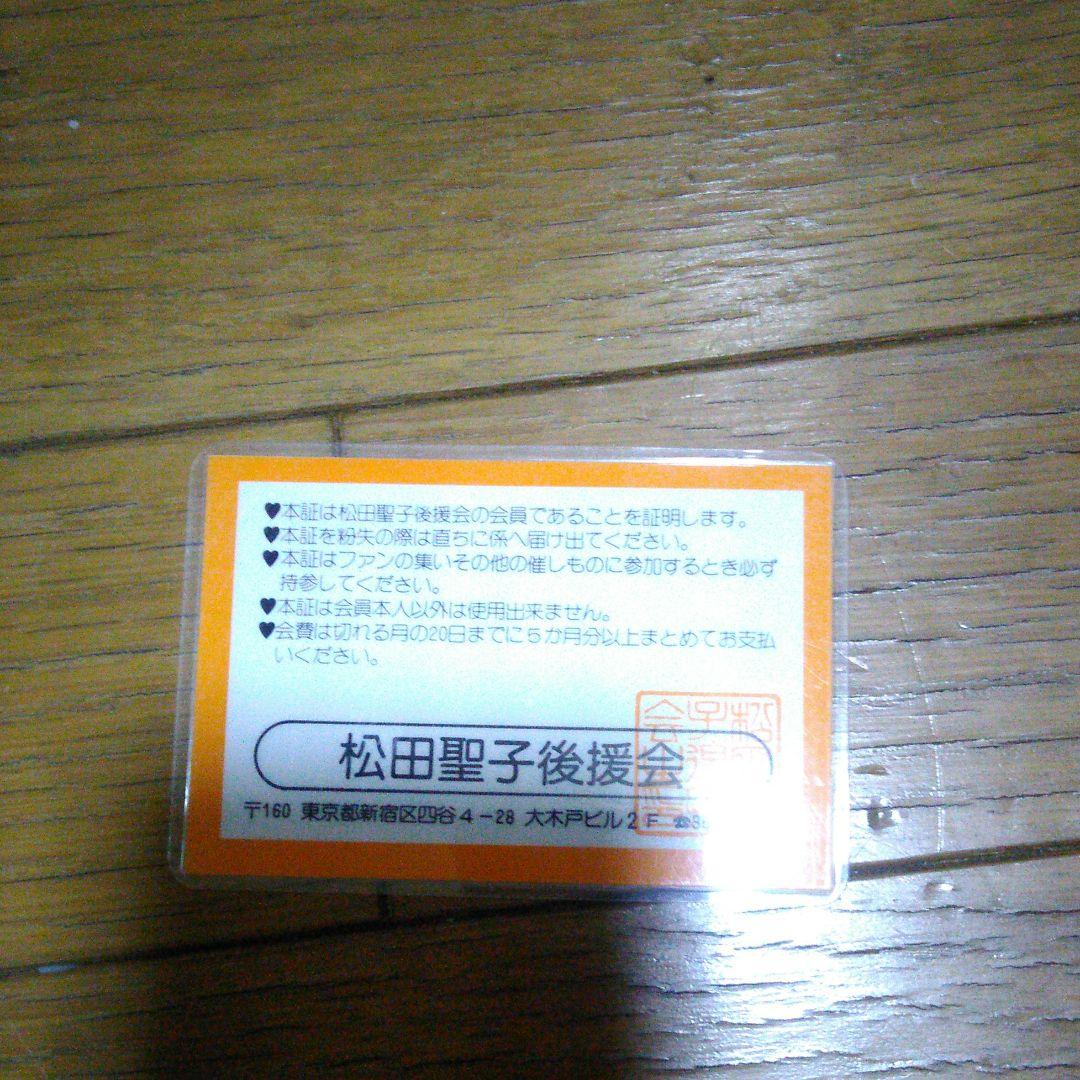 ♥本証は松田聖子後援会の会員であることを証明します。
♥本証を紛失の際は直ちに係へ届け出てください。
♥本証はファンの集いその他の催しものに参加するとき必ず
持参してください。
♥本証は会員本人以外は使用出来ません。
♥会費は切れる月の20日までに5か月分以上まとめてお支払
いください。
松田聖子後援会
〒160 東京都新宿区四谷4-28 大木戸ビル2F